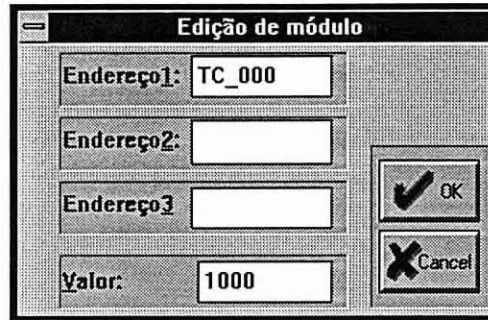 Edição de módulo
Endereço1: TC_000
Endereço2:
Endereço3
OK
Cancel
Valor: 1000